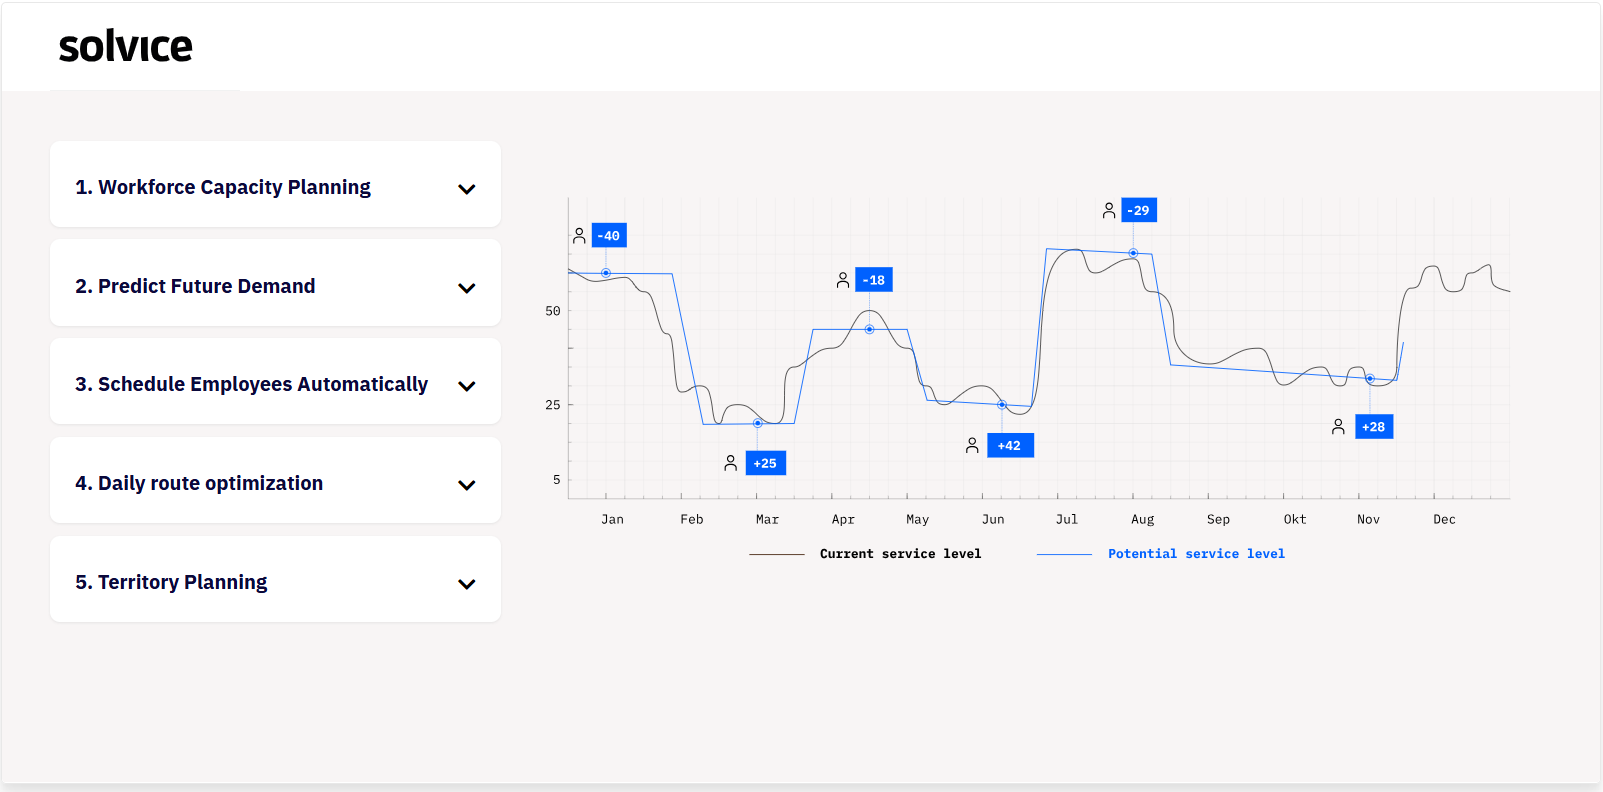 solvice
1. Workforce Capacity Planning
2. Predict Future Demand
3. Schedule Employees Automatically
4. Daily route optimization
5. Territory Planning
-29
-40
-18
50
25
+28
+42
+25
5
Jan Feb Mar Apr May Jun Jul Aug Sep Okt Nov Dec
Current service level Potential service level